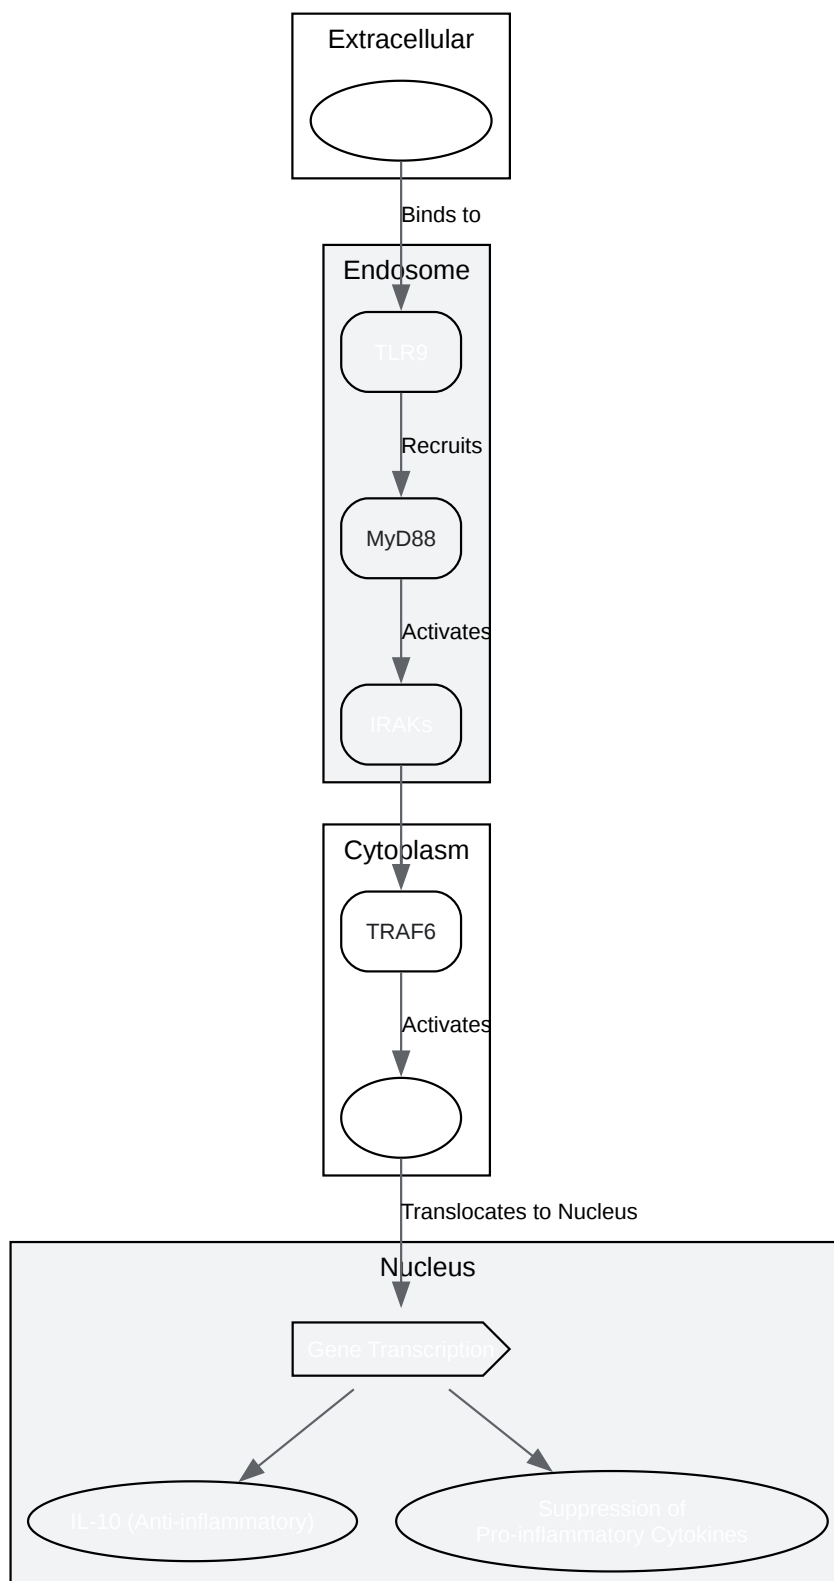 Extracellular
Binds to
Endosome
TLR9
Recruits
MyD88
Activates
IRAKs
Cytoplasm
TRAF6
Activates
Translocates to Nucleus
Nucleus
Gene Transcription
IL-10 (Anti-inflammatory)
Suppression of
Pro-inflammatory Cytokines